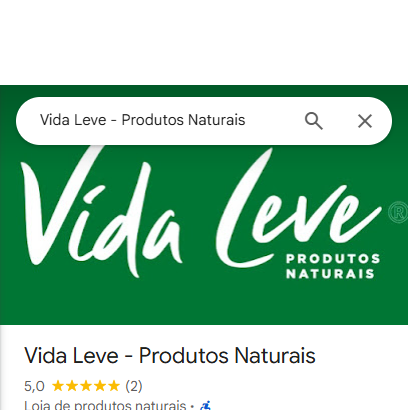 Vida Leve - Produtos Naturais
Vida Leve ®
PRODUTOS
NATURAIS
Vida Leve - Produtos Naturais
5,0 ★★★★★ (2)
Loja de produtos naturais ·